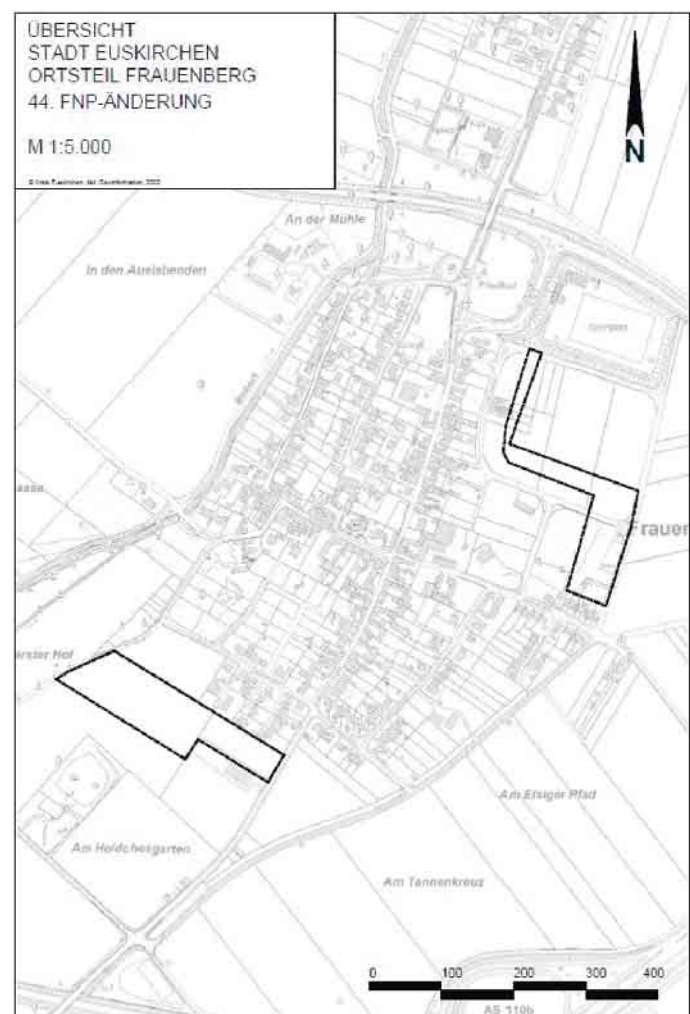 ÜBERSICHT
STADT EUSKIRCHEN
ORTSTEIL FRAUENBERG
44. FNP-ÄNDERUNG
M 1:5.000
N
An der Mühle
In den Auelsbenden
Friedhof
Frauen
Am Elsiger Pfad
Am Holdchesgarten
Am Tannenkreuz
0 100 200 300 400
AS 110b